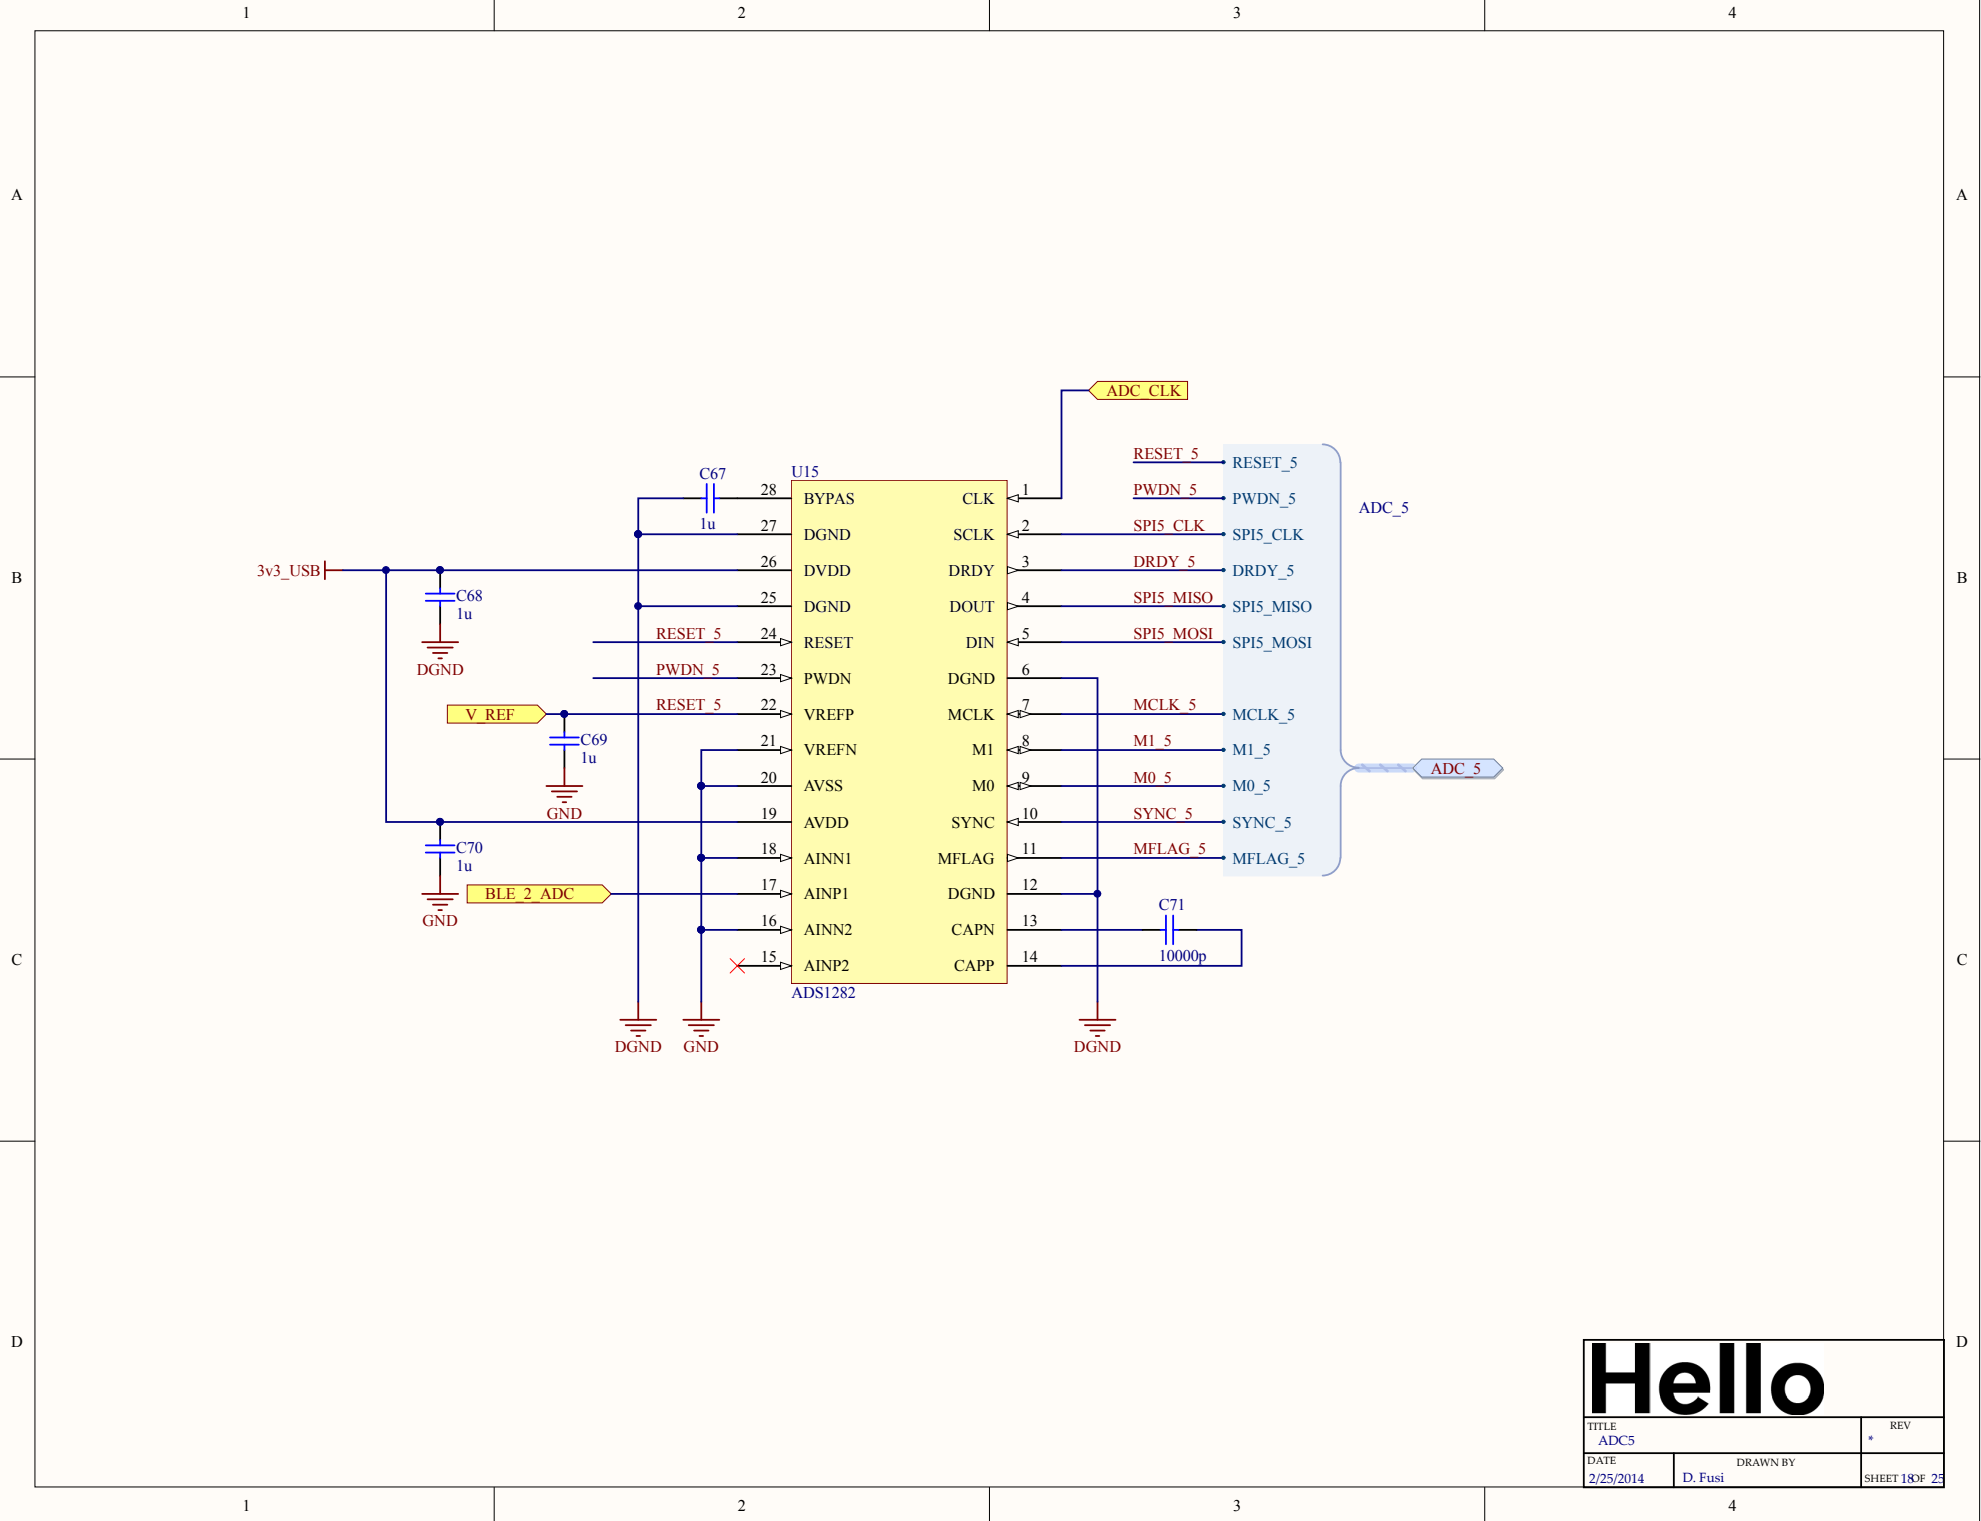 1 2 3 4
A A
B B
C C
D D
ADC_CLK
RESET_5 RESET_5
PWDN_5 PWDN_5
SPI5_CLK SPI5_CLK
DRDY_5 DRDY_5
SPI5_MISO SPI5_MISO
SPI5_MOSI SPI5_MOSI
MCLK_5 MCLK_5
M1_5 M1_5
M0_5 M0_5
SYNC_5 SYNC_5
MFLAG_5 MFLAG_5
ADC_5
ADC_5
U15
C67
1u
28 BYPAS CLK 1
27 DGND SCLK 2
26 DVDD DRDY 3
25 DGND DOUT 4
24 RESET DIN 5
23 PWDN DGND 6
22 VREFP MCLK 7
21 VREFN M1 8
20 AVSS M0 9
19 AVDD SYNC 10
18 AINN1 MFLAG 11
17 AINP1 DGND 12
16 AINN2 CAPN 13
15 AINP2 CAPP 14
ADS1282
3v3_USB
C68
1u
DGND
RESET_5
PWDN_5
V_REF
RESET_5
C69
1u
GND
C70
1u
GND
BLE_2_ADC
C71
10000p
DGND GND DGND
Hello
TITLE REV
ADC5 *
DATE DRAWN BY
2/25/2014 D. Fusi SHEET 18 OF 25
1 2 3 4